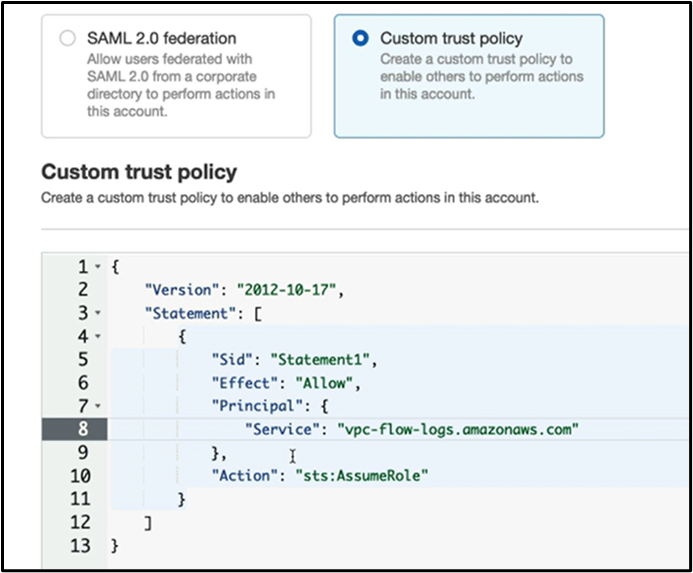 SAML 2.0 federation
Allow users federated with
SAML 2.0 from a corporate
directory to perform actions in
this account.
Custom trust policy
Create a custom trust policy to
enable others to perform actions
in this account.
Custom trust policy
Create a custom trust policy to enable others to perform actions in this account.
1 {
2 "Version": "2012-10-17",
3 "Statement": [
4 {
5 "Sid": "Statement1",
6 "Effect": "Allow",
7 "Principal": {
8 "Service": "vpc-flow-logs.amazonaws.com"
9 },
10 "Action": "sts:AssumeRole"
11 }
12 ]
13 }